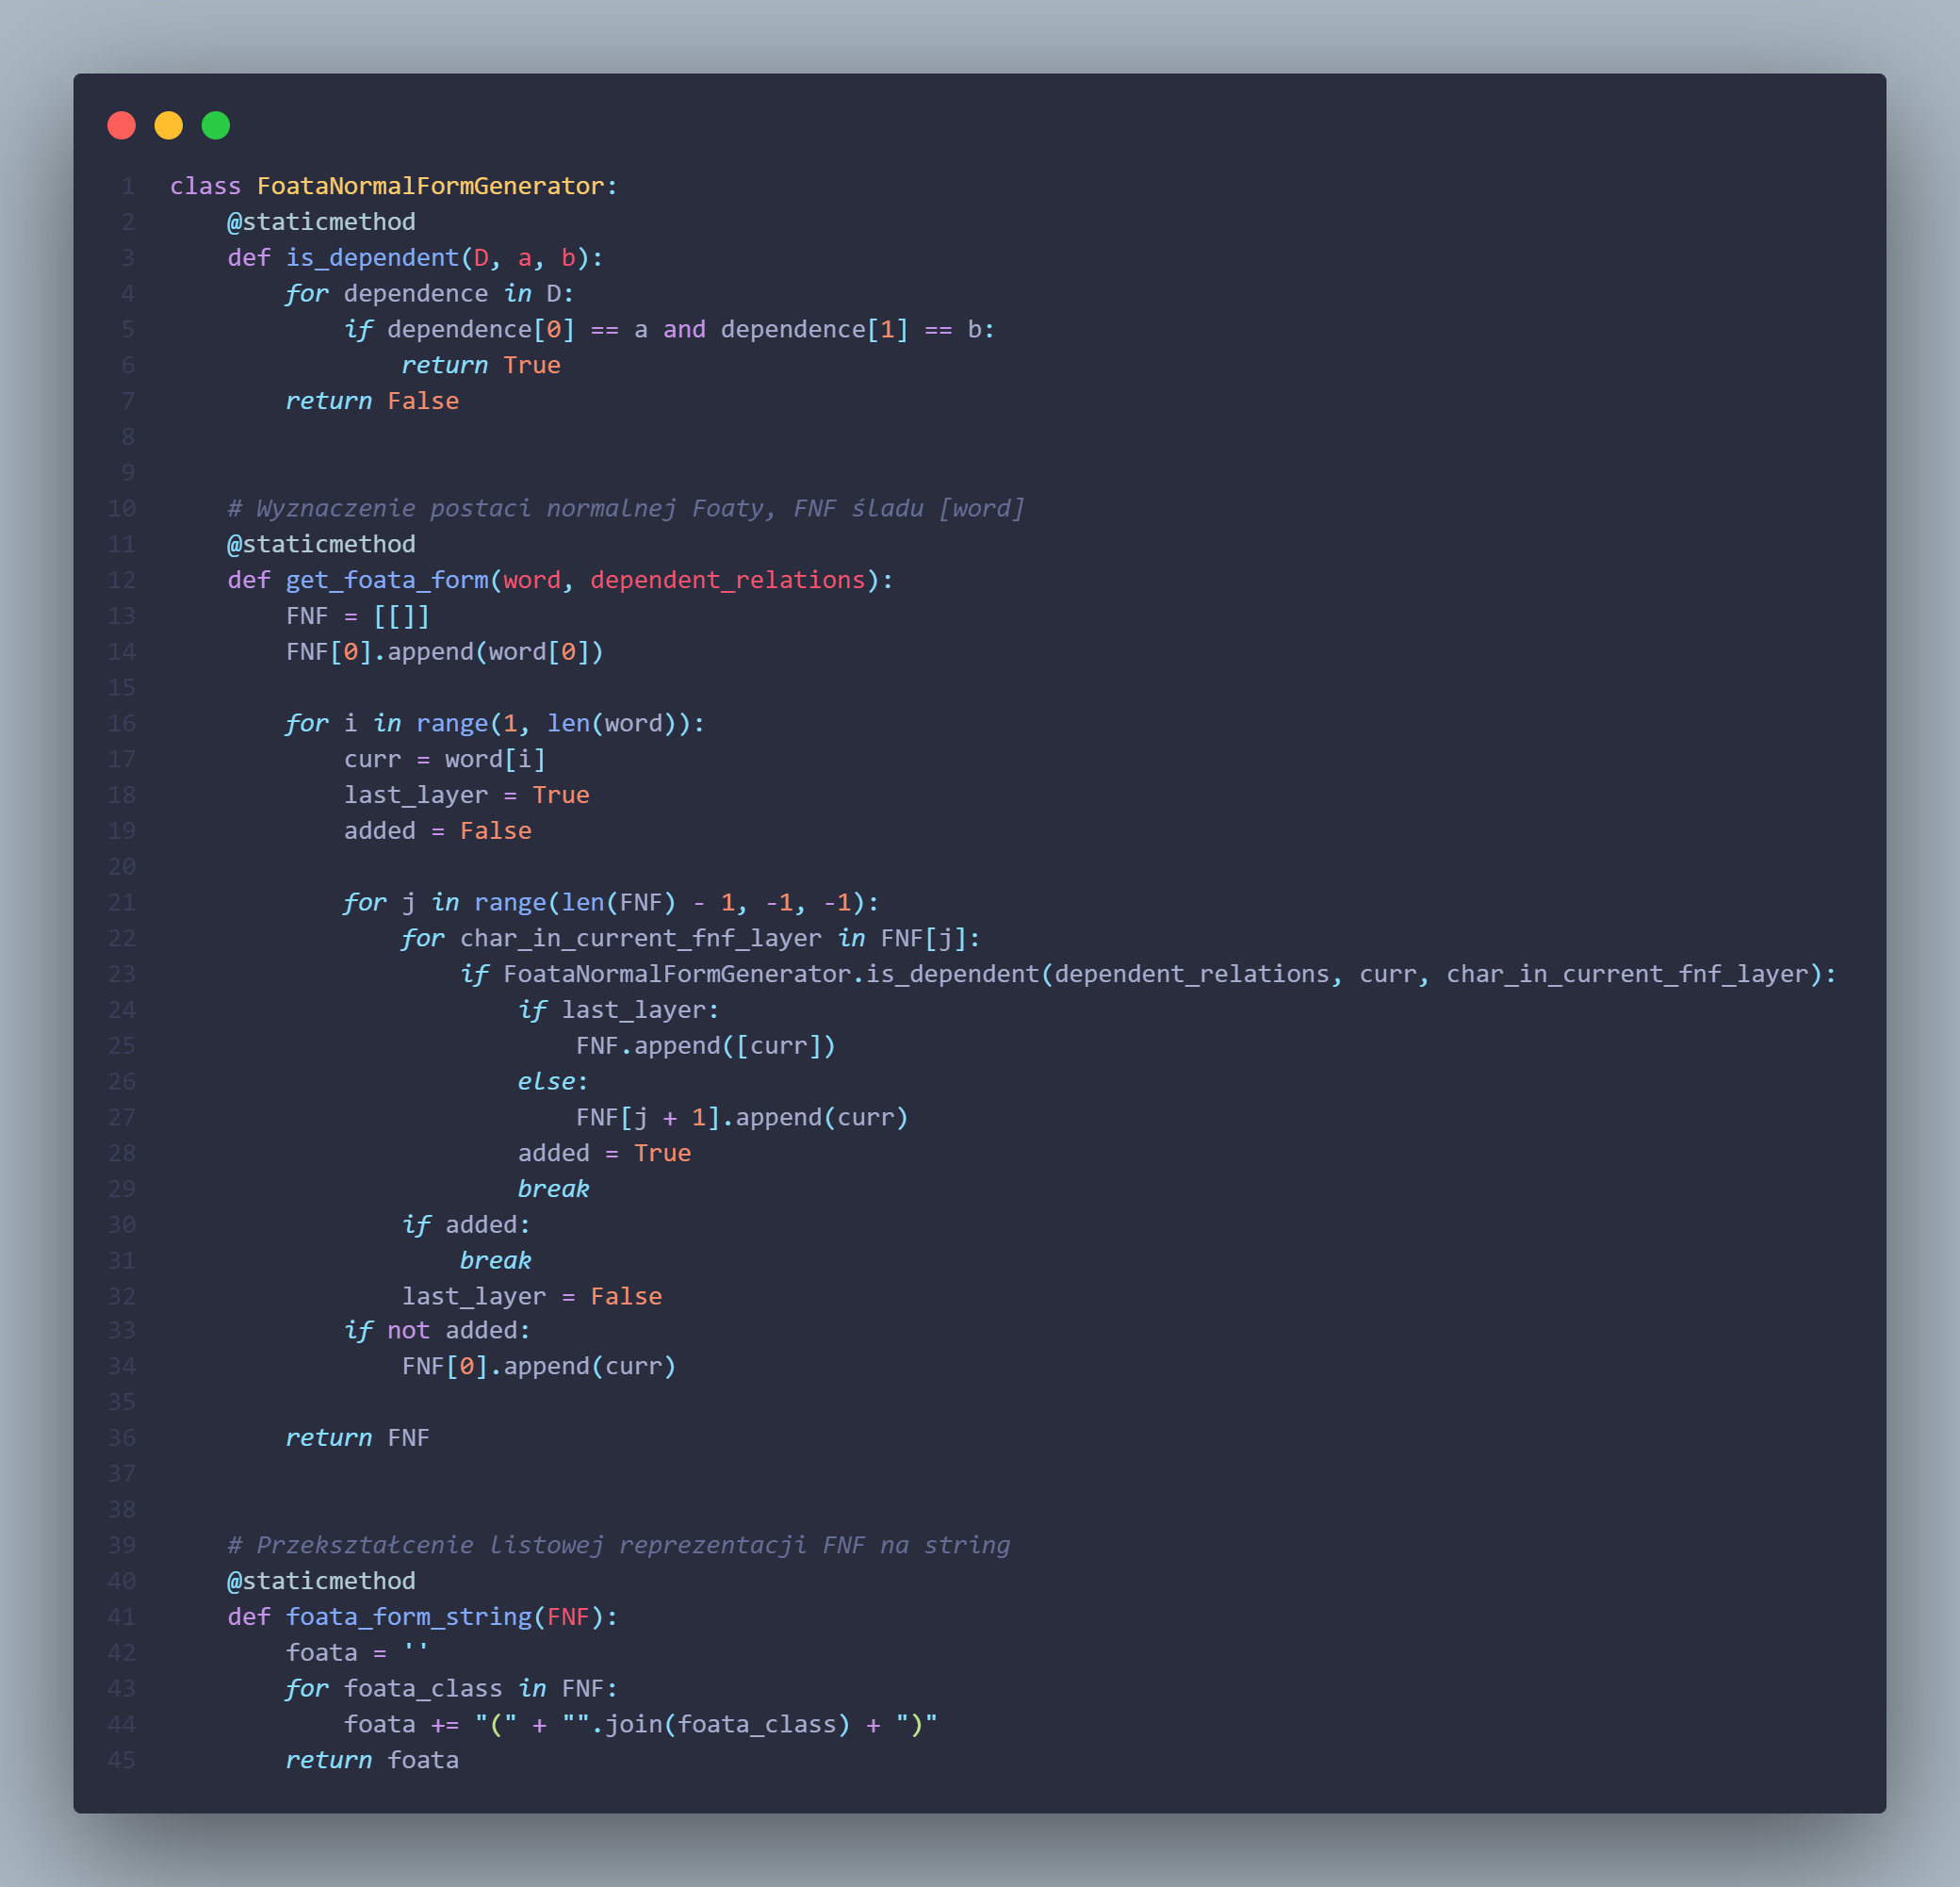 1 class FoataNormalFormGenerator:
2     @staticmethod
3     def is_dependent(D, a, b):
4         for dependence in D:
5             if dependence[0] == a and dependence[1] == b:
6                 return True
7         return False
8
9
10     # Wyznaczenie postaci normalnej Foaty, FNF śladu [word]
11     @staticmethod
12     def get_foata_form(word, dependent_relations):
13         FNF = [[]]
14         FNF[0].append(word[0])
15
16         for i in range(1, len(word)):
17             curr = word[i]
18             last_layer = True
19             added = False
20
21             for j in range(len(FNF) - 1, -1, -1):
22                 for char_in_current_fnf_layer in FNF[j]:
23                     if FoataNormalFormGenerator.is_dependent(dependent_relations, curr, char_in_current_fnf_layer):
24                         if last_layer:
25                             FNF.append([curr])
26                         else:
27                             FNF[j + 1].append(curr)
28                         added = True
29                         break
30                 if added:
31                     break
32                 last_layer = False
33             if not added:
34                 FNF[0].append(curr)
35
36         return FNF
37
38
39     # Przekształcenie listowej reprezentacji FNF na string
40     @staticmethod
41     def foata_form_string(FNF):
42         foata = ''
43         for foata_class in FNF:
44             foata += "(" + "".join(foata_class) + ")"
45         return foata